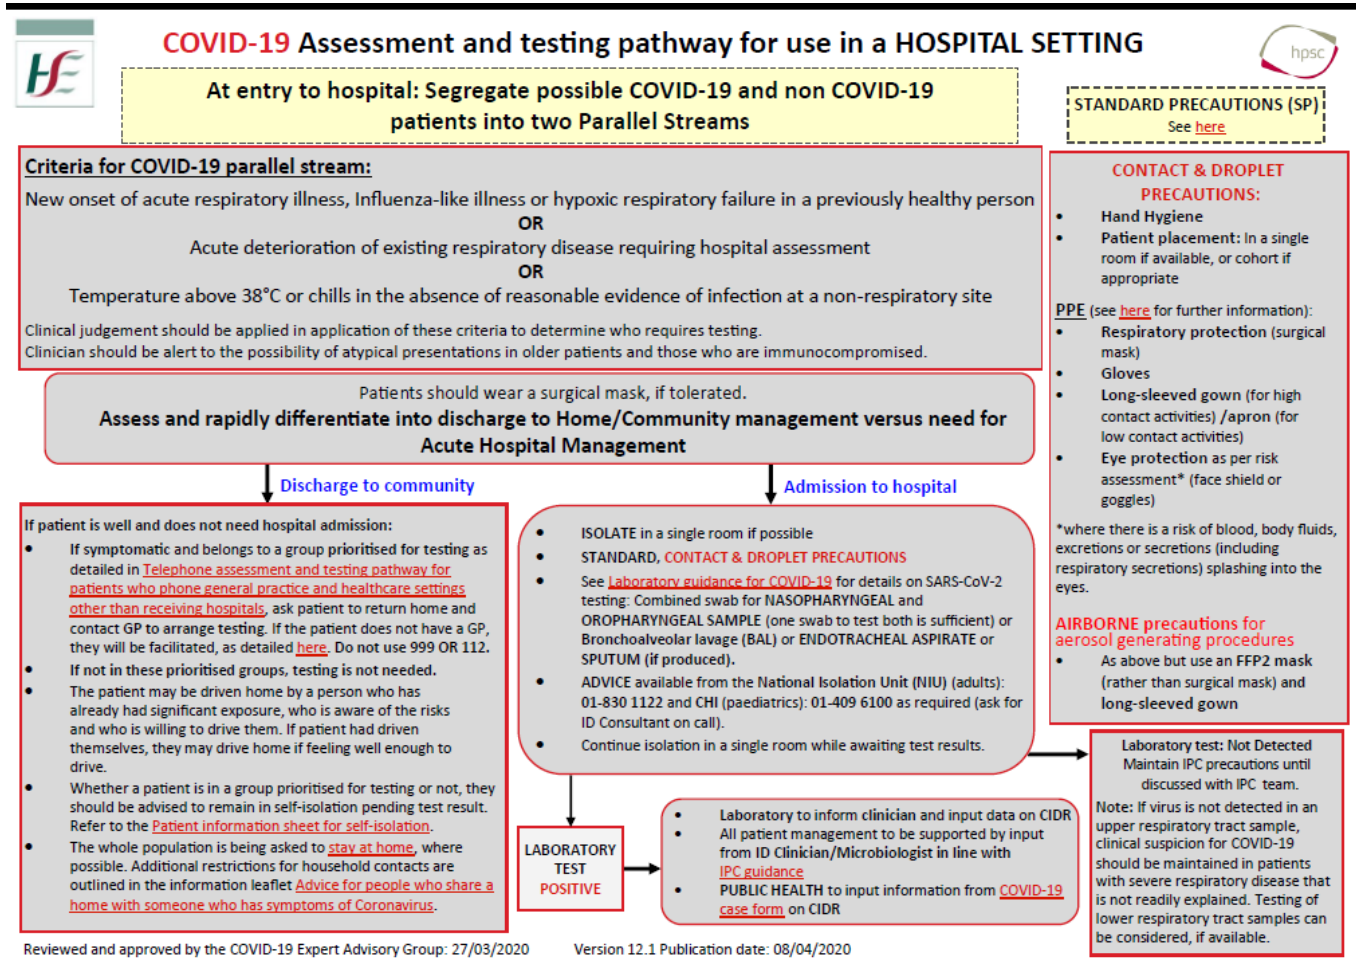 COVID-19 Assessment and testing pathway for use in a HOSPITAL SETTING
hpsc
At entry to hospital: Segregate possible COVID-19 and non COVID-19
patients into two Parallel Streams
STANDARD PRECAUTIONS (SP)
See here
Criteria for COVID-19 parallel stream:
New onset of acute respiratory illness, Influenza-like illness or hypoxic respiratory failure in a previously healthy person
OR
Acute deterioration of existing respiratory disease requiring hospital assessment
OR
Temperature above 38°C or chills in the absence of reasonable evidence of infection at a non-respiratory site
Clinical judgement should be applied in application of these criteria to determine who requires testing.
Clinician should be alert to the possibility of atypical presentations in older patients and those who are immunocompromised.
Patients should wear a surgical mask, if tolerated.
Assess and rapidly differentiate into discharge to Home/Community management versus need for
Acute Hospital Management
Discharge to community
Admission to hospital
If patient is well and does not need hospital admission:
• If symptomatic and belongs to a group prioritised for testing as
detailed in Telephone assessment and testing pathway for
patients who phone general practice and healthcare settings
other than receiving hospitals, ask patient to return home and
contact GP to arrange testing. If the patient does not have a GP,
they will be facilitated, as detailed here. Do not use 999 OR 112.
• If not in these prioritised groups, testing is not needed.
• The patient may be driven home by a person who has
already had significant exposure, who is aware of the risks
and who is willing to drive them. If patient had driven
themselves, they may drive home if feeling well enough to
drive.
• Whether a patient is in a group prioritised for testing or not, they
should be advised to remain in self-isolation pending test result.
Refer to the Patient information sheet for self-isolation.
• The whole population is being asked to stay at home, where
possible. Additional restrictions for household contacts are
outlined in the information leaflet Advice for people who share a
home with someone who has symptoms of Coronavirus.
• ISOLATE in a single room if possible
• STANDARD, CONTACT & DROPLET PRECAUTIONS
• See Laboratory guidance for COVID-19 for details on SARS-CoV-2
testing: Combined swab for NASOPHARYNGEAL and
OROPHARYNGEAL SAMPLE (one swab to test both is sufficient) or
Bronchoalveolar lavage (BAL) or ENDOTRACHEAL ASPIRATE or
SPUTUM (if produced).
• ADVICE available from the National Isolation Unit (NIU) (adults):
01-830 1122 and CHI (paediatrics): 01-409 6100 as required (ask for
ID Consultant on call).
• Continue isolation in a single room while awaiting test results.
LABORATORY
TEST
POSITIVE
• Laboratory to inform clinician and input data on CIDR
• All patient management to be supported by input
from ID Clinician/Microbiologist in line with
IPC guidance
• PUBLIC HEALTH to input information from COVID-19
case form on CIDR
CONTACT & DROPLET
PRECAUTIONS:
• Hand Hygiene
• Patient placement: In a single
room if available, or cohort if
appropriate
PPE (see here for further information):
• Respiratory protection (surgical
mask)
• Gloves
• Long-sleeved gown (for high
contact activities) /apron (for
low contact activities)
• Eye protection as per risk
assessment* (face shield or
goggles)
*where there is a risk of blood, body fluids,
excretions or secretions (including
respiratory secretions) splashing into the
eyes.
AIRBORNE precautions for
aerosol generating procedures
• As above but use an FFP2 mask
(rather than surgical mask) and
long-sleeved gown
Laboratory test: Not Detected
Maintain IPC precautions until
discussed with IPC team.
Note: If virus is not detected in an
upper respiratory tract sample,
clinical suspicion for COVID-19
should be maintained in patients
with severe respiratory disease that
is not readily explained. Testing of
lower respiratory tract samples can
be considered, if available.
Reviewed and approved by the COVID-19 Expert Advisory Group: 27/03/2020 Version 12.1 Publication date: 08/04/2020